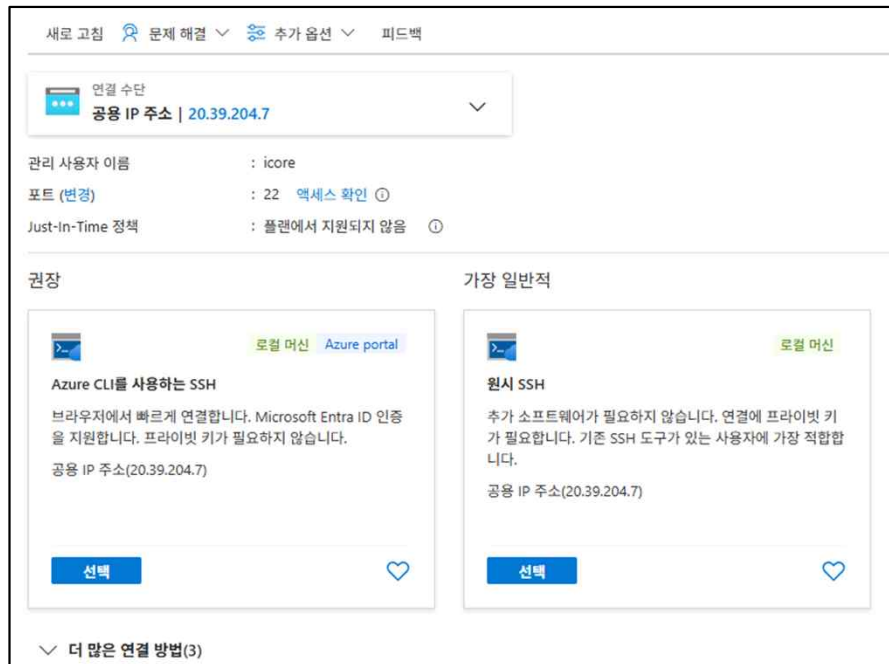 새로 고침 문제 해결 추가 옵션 피드백
연결 수단
공용 IP 주소 | 20.39.204.7
관리 사용자 이름 : icore
포트 (변경) : 22 액세스 확인
Just-In-Time 정책 : 플랜에서 지원되지 않음
권장
로컬 머신 Azure portal
Azure CLI를 사용하는 SSH
브라우저에서 빠르게 연결합니다. Microsoft Entra ID 인증
을 지원합니다. 프라이빗 키가 필요하지 않습니다.
공용 IP 주소(20.39.204.7)
선택
가장 일반적
로컬 머신
원시 SSH
추가 소프트웨어가 필요하지 않습니다. 연결에 프라이빗 키
가 필요합니다. 기존 SSH 도구가 있는 사용자에 가장 적합합
니다.
공용 IP 주소(20.39.204.7)
선택
더 많은 연결 방법(3)